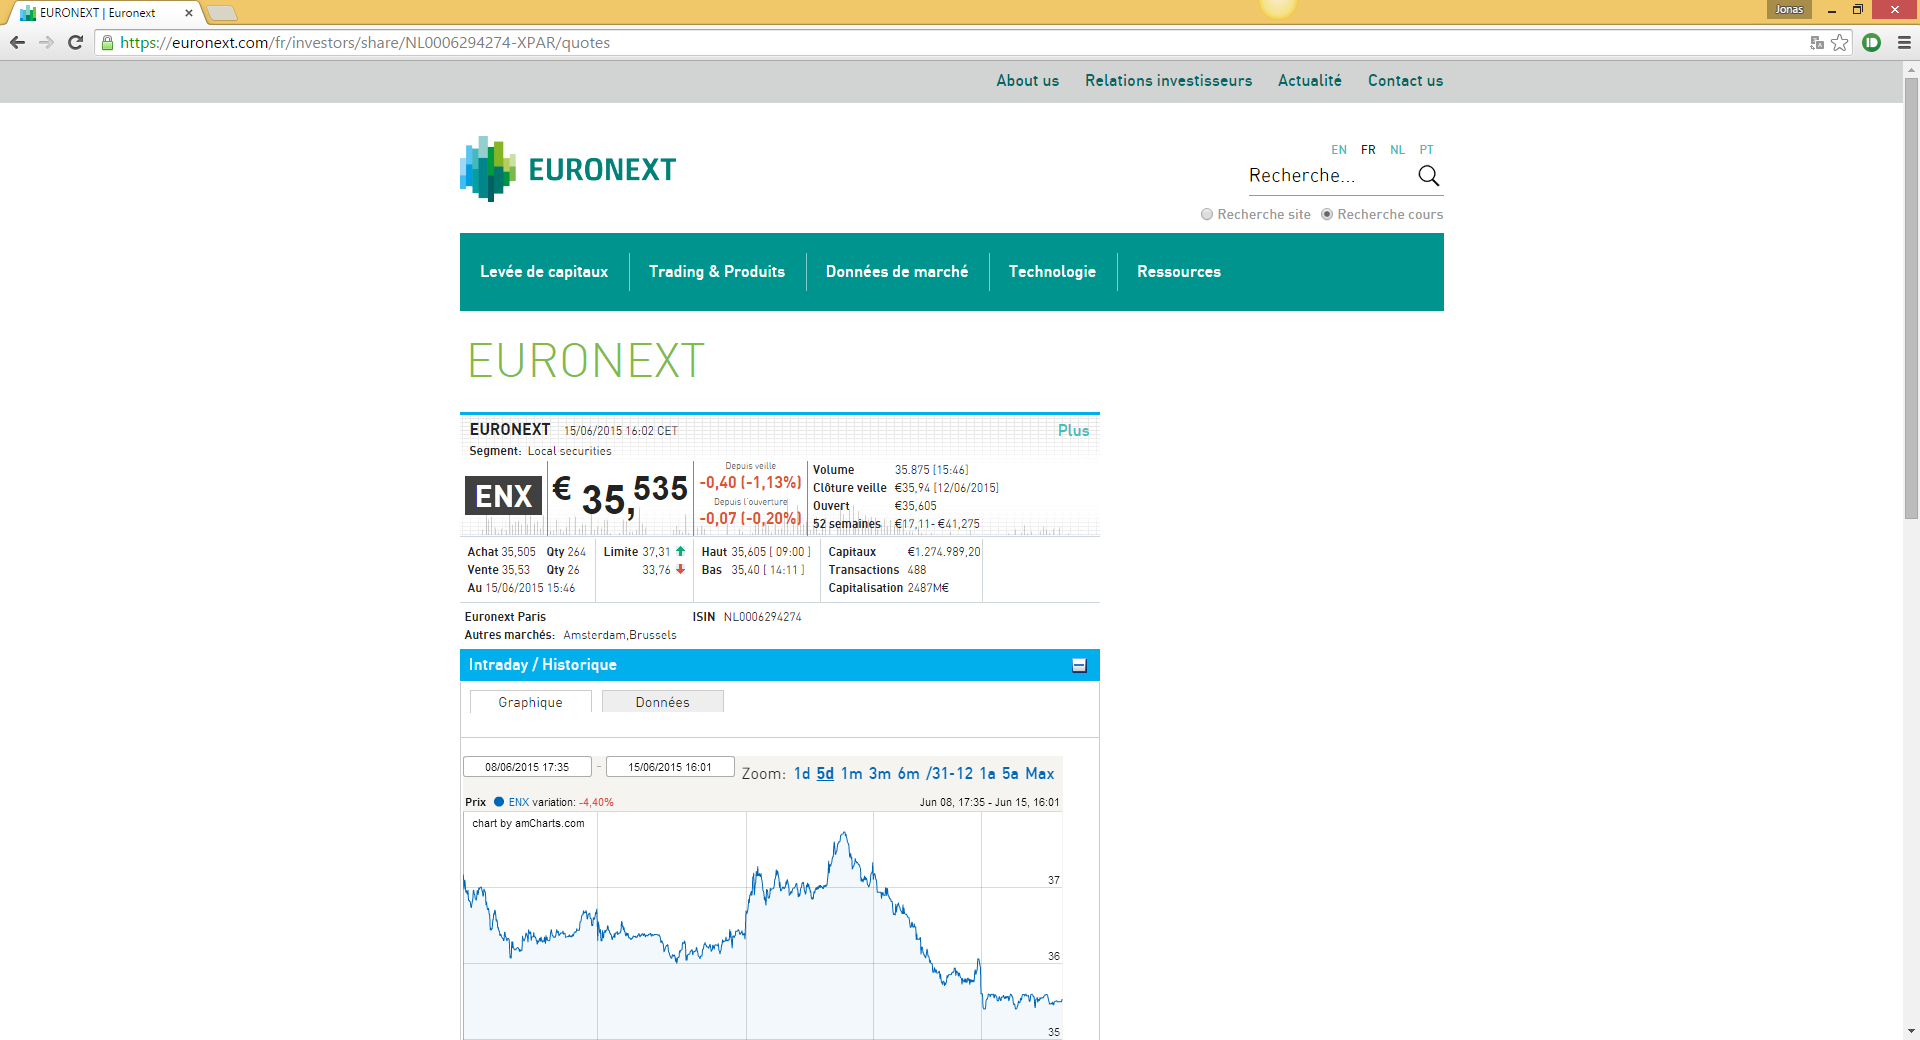 EURONEXT | Euronext
Jonas
https://euronext.com/fr/investors/share/NL0006294274-XPAR/quotes
About us Relations investisseurs Actualité Contact us
EURONEXT
EN FR NL PT
Recherche...
Recherche site Recherche cours
Levée de capitaux Trading & Produits Données de marché Technologie Ressources
EURONEXT
EURONEXT 15/06/2015 16:02 CET Plus
Segment: Local securities
ENX € 35,535
Depuis veille
-0,40 (-1,13%)
Depuis l'ouverture
-0,07 (-0,20%)
Volume 35.875 [15:46]
Clôture veille €35,94 [12/06/2015]
Ouvert €35,605
52 semaines €17,11- €41,275
Achat 35,505 Qty 264 Limite 37,31 Haut 35,605 [ 09:00 ] Capitaux €1.274.989,20
Vente 35,53 Qty 26 33,76 Bas 35,40 [ 14:11 ] Transactions 488
Au 15/06/2015 15:46 Capitalisation 2487M€
Euronext Paris ISIN NL0006294274
Autres marchés: Amsterdam,Brussels
Intraday / Historique
Graphique Données
08/06/2015 17:35 - 15/06/2015 16:01 Zoom: 1d 5d 1m 3m 6m /31-12 1a 5a Max
Prix ENX variation: -4,40% Jun 08, 17:35 - Jun 15, 16:01
chart by amCharts.com
37
36
35